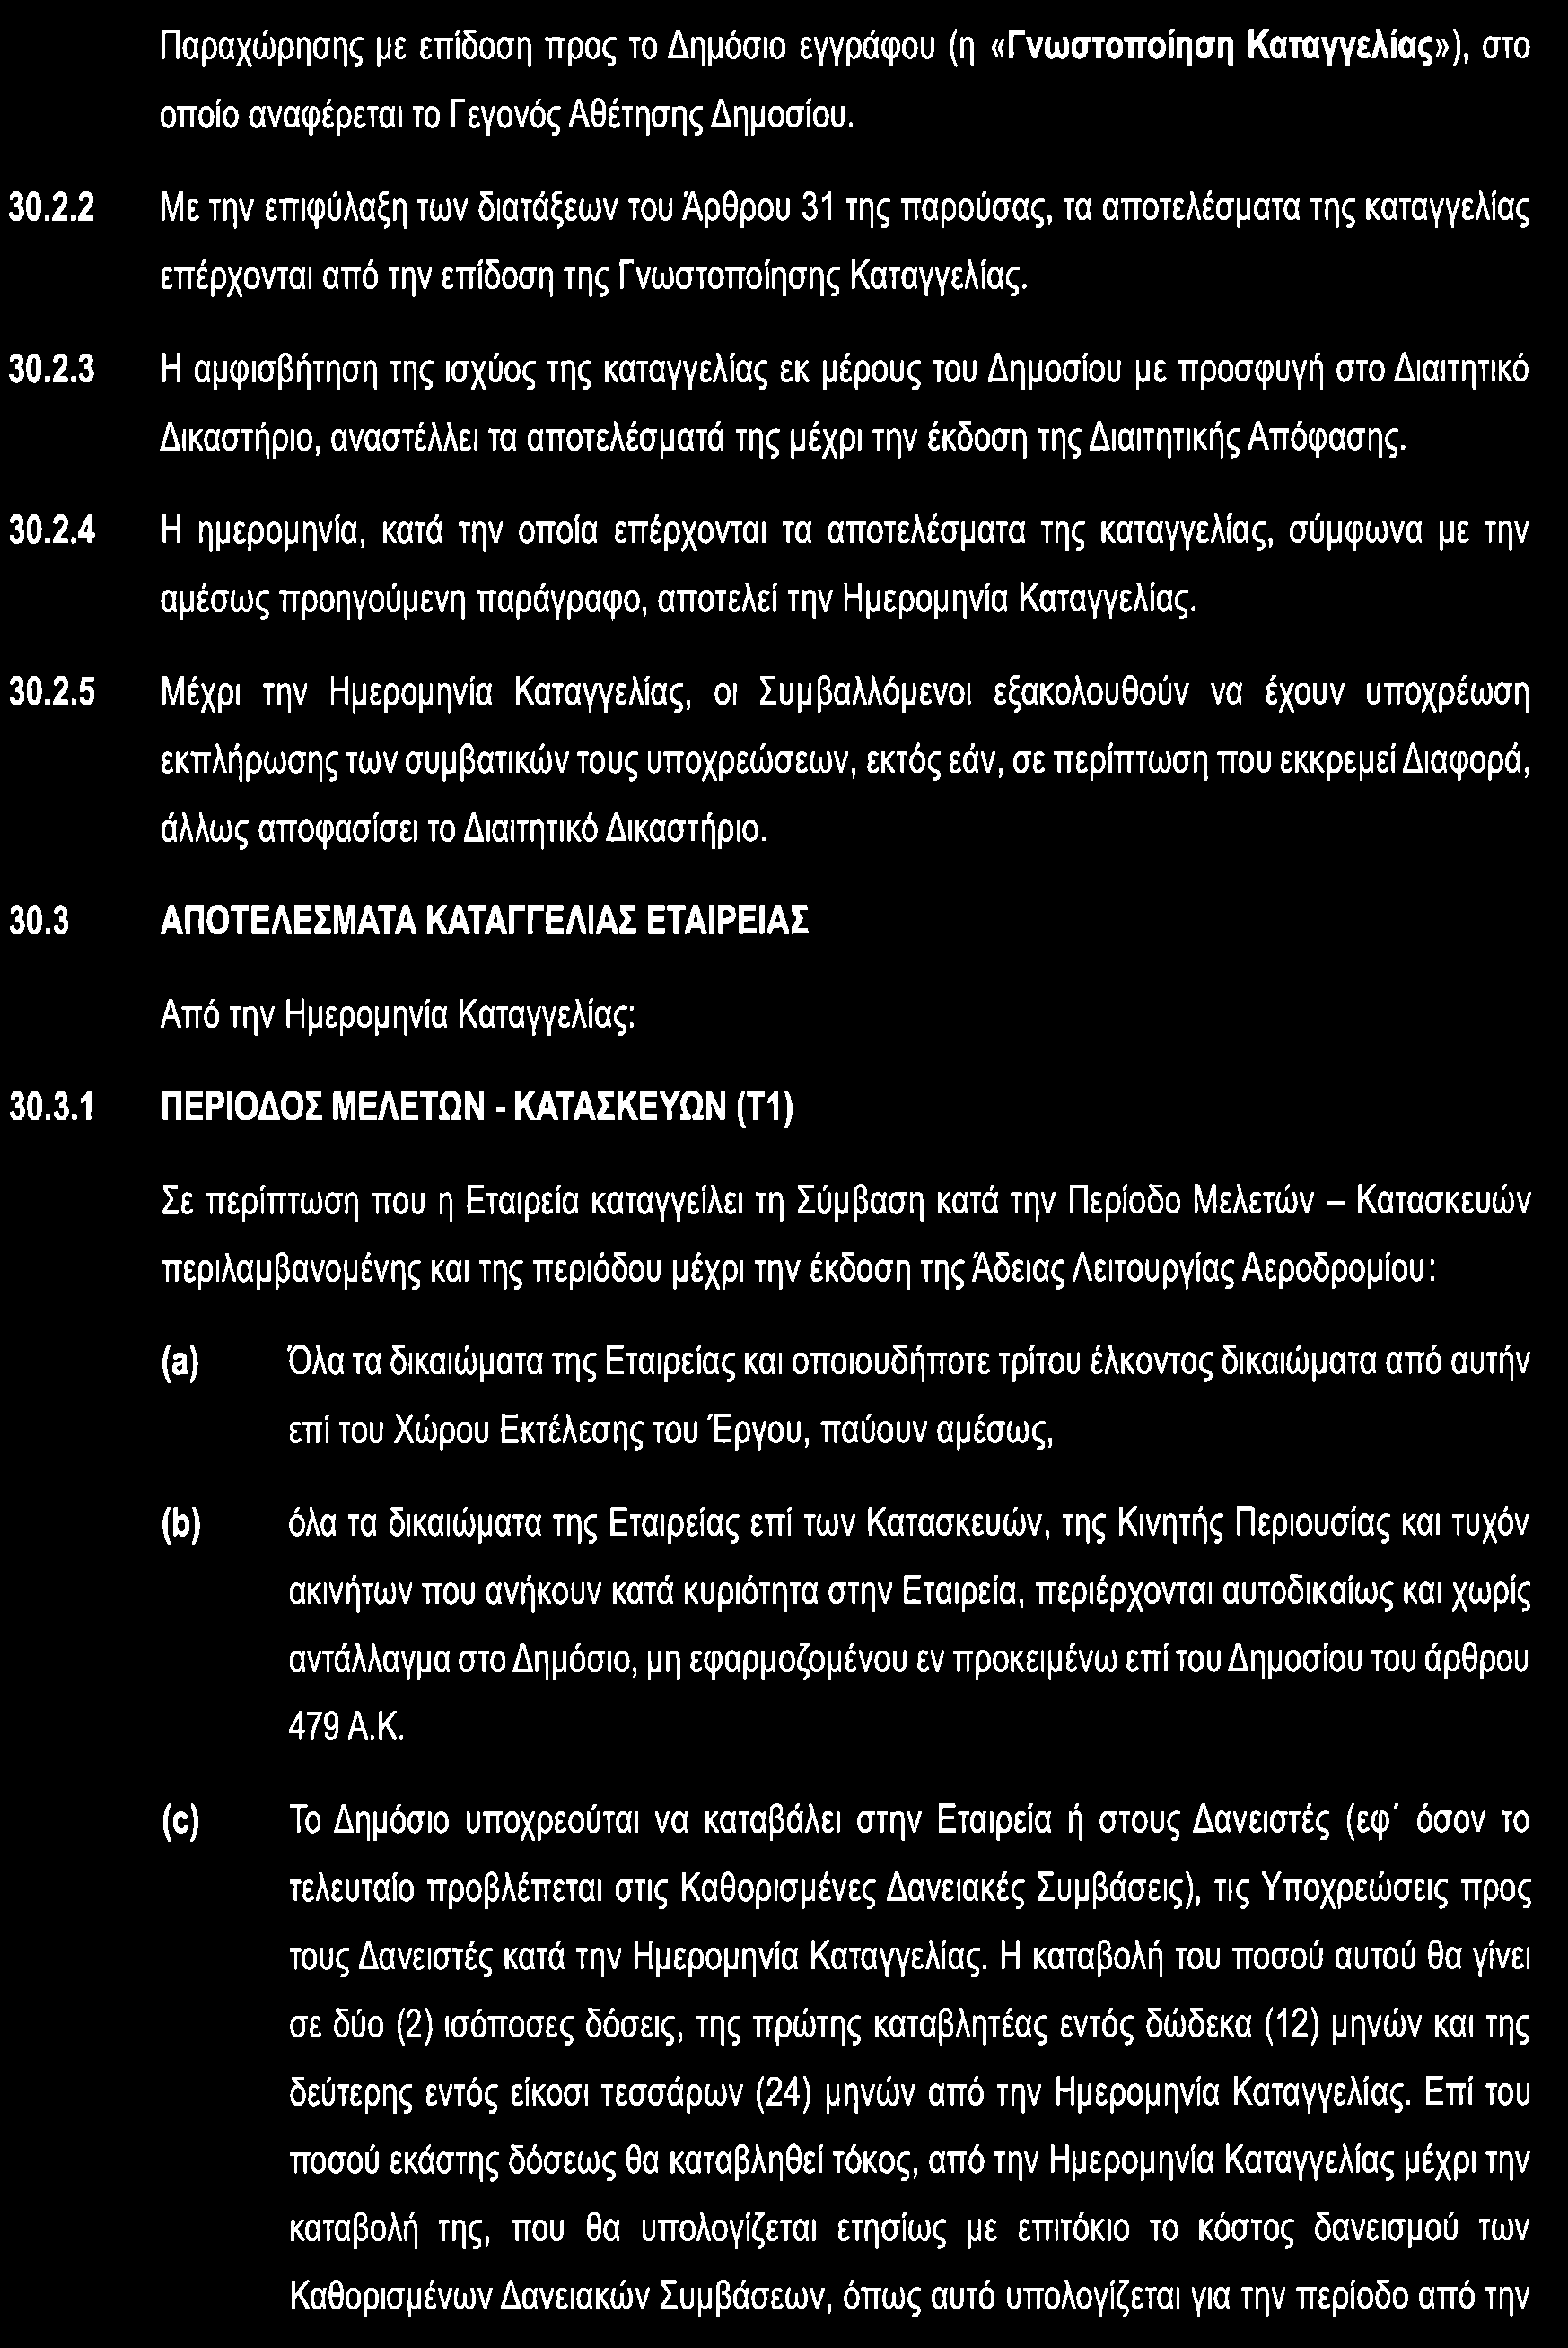 Παραχώρησης με επίδοση προς το Δημόσιο εγγράφου (η «Γνωστοποίηση Καταγγελίας»), στο
οποίο αναφέρεται το Γεγονός Αθέτησης Δημοσίου.
30.2.2 Με την επιφύλαξη των διατάξεων του Άρθρου 31 της παρούσας, τα αποτελέσματα της καταγγελίας
επέρχονται από την επίδοση της Γνωστοποίησης Καταγγελίας.
30.2.3 Η αμφισβήτηση της ισχύος της καταγγελίας εκ μέρους του Δημοσίου με προσφυγή στο Διαιτητικό
Δικαστήριο, αναστέλλει τα αποτελέσματά της μέχρι την έκδοση της Διαιτητικής Απόφασης.
30.2.4 Η ημερομηνία, κατά την οποία επέρχονται τα αποτελέσματα της καταγγελίας, σύμφωνα με την
αμέσως προηγούμενη παράγραφο, αποτελεί την Ημερομηνία Καταγγελίας.
30.2.5 Μέχρι την Ημερομηνία Καταγγελίας, οι Συμβαλλόμενοι εξακολουθούν να έχουν υποχρέωση
εκπλήρωσης των συμβατικών τους υποχρεώσεων, εκτός εάν, σε περίπτωση που εκκρεμεί Διαφορά,
άλλως αποφασίσει το Διαιτητικό Δικαστήριο.
30.3 ΑΠΟΤΕΛΕΣΜΑΤΑ ΚΑΤΑΓΓΕΛΙΑΣ ΕΤΑΙΡΕΙΑΣ
Από την Ημερομηνία Καταγγελίας:
30.3.1 ΠΕΡΙΟΔΟΣ ΜΕΛΕΤΩΝ - ΚΑΤΑΣΚΕΥΩΝ (Τ1)
Σε περίπτωση που η Εταιρεία καταγγείλει τη Σύμβαση κατά την Περίοδο Μελετών – Κατασκευών
περιλαμβανομένης και της περιόδου μέχρι την έκδοση της Άδειας Λειτουργίας Αεροδρομίου:
(a) Όλα τα δικαιώματα της Εταιρείας και οποιουδήποτε τρίτου έλκοντος δικαιώματα από αυτήν
επί του Χώρου Εκτέλεσης του Έργου, παύουν αμέσως,
(b) όλα τα δικαιώματα της Εταιρείας επί των Κατασκευών, της Κινητής Περιουσίας και τυχόν
ακινήτων που ανήκουν κατά κυριότητα στην Εταιρεία, περιέρχονται αυτοδικαίως και χωρίς
αντάλλαγμα στο Δημόσιο, μη εφαρμοζομένου εν προκειμένω επί του Δημοσίου του άρθρου
479 Α.Κ.
(c) Το Δημόσιο υποχρεούται να καταβάλει στην Εταιρεία ή στους Δανειστές (εφ' όσον το
τελευταίο προβλέπεται στις Καθορισμένες Δανειακές Συμβάσεις), τις Υποχρεώσεις προς
τους Δανειστές κατά την Ημερομηνία Καταγγελίας. Η καταβολή του ποσού αυτού θα γίνει
σε δύο (2) ισόποσες δόσεις, της πρώτης καταβλητέας εντός δώδεκα (12) μηνών και της
δεύτερης εντός είκοσι τεσσάρων (24) μηνών από την Ημερομηνία Καταγγελίας. Επί του
ποσού εκάστης δόσεως θα καταβληθεί τόκος, από την Ημερομηνία Καταγγελίας μέχρι την
καταβολή της, που θα υπολογίζεται ετησίως με επιτόκιο το κόστος δανεισμού των
Καθορισμένων Δανειακών Συμβάσεων, όπως αυτό υπολογίζεται για την περίοδο από την